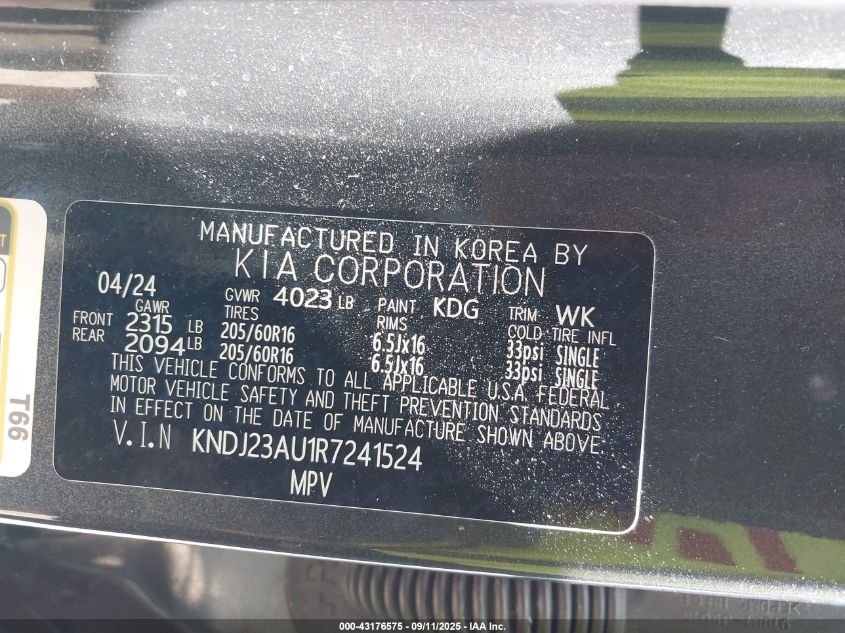 MANUFACTURED IN KOREA BY
KIA CORPORATION
04/24 GVWR 4023 LB PAINT KDG TRIM WK
GAWR TIRES RIMS COLD TIRE INFL
FRONT 2315 LB 205/60R16 6.5Jx16 33psi SINGLE
REAR 2094 LB 205/60R16 6.5Jx16 33psi SINGLE
THIS VEHICLE CONFORMS TO ALL APPLICABLE U.S.A. FEDERAL
MOTOR VEHICLE SAFETY AND THEFT PREVENTION STANDARDS
IN EFFECT ON THE DATE OF MANUFACTURE SHOWN ABOVE.
V.I.N KNDJ23AU1R7241524
MPV
T66
000-43176575 - 09/11/2025 - IAA Inc.